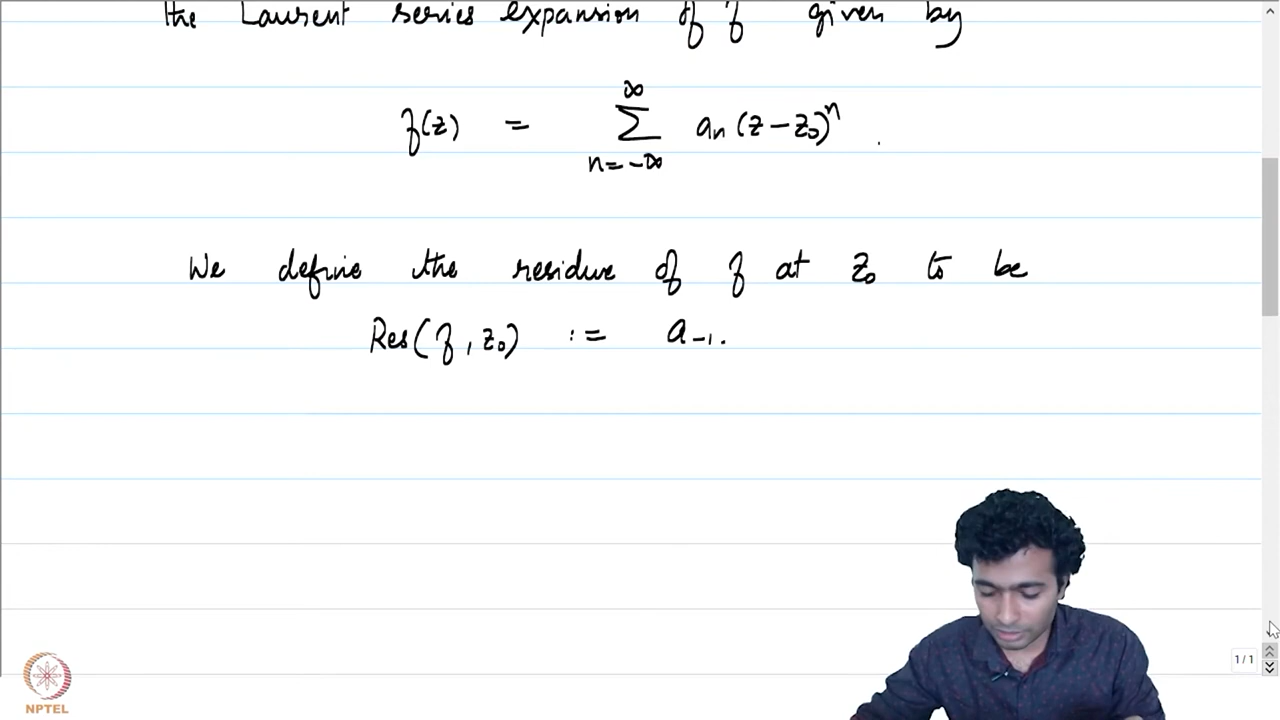 the Laurent series expansion of f given by
f(z) = ∑_{n=-∞}^{∞} a_n (z-z_0)^n .
We define the residue of f at z_0 to be
Res(f, z_0) := a_{-1}.
1 / 1
NPTEL